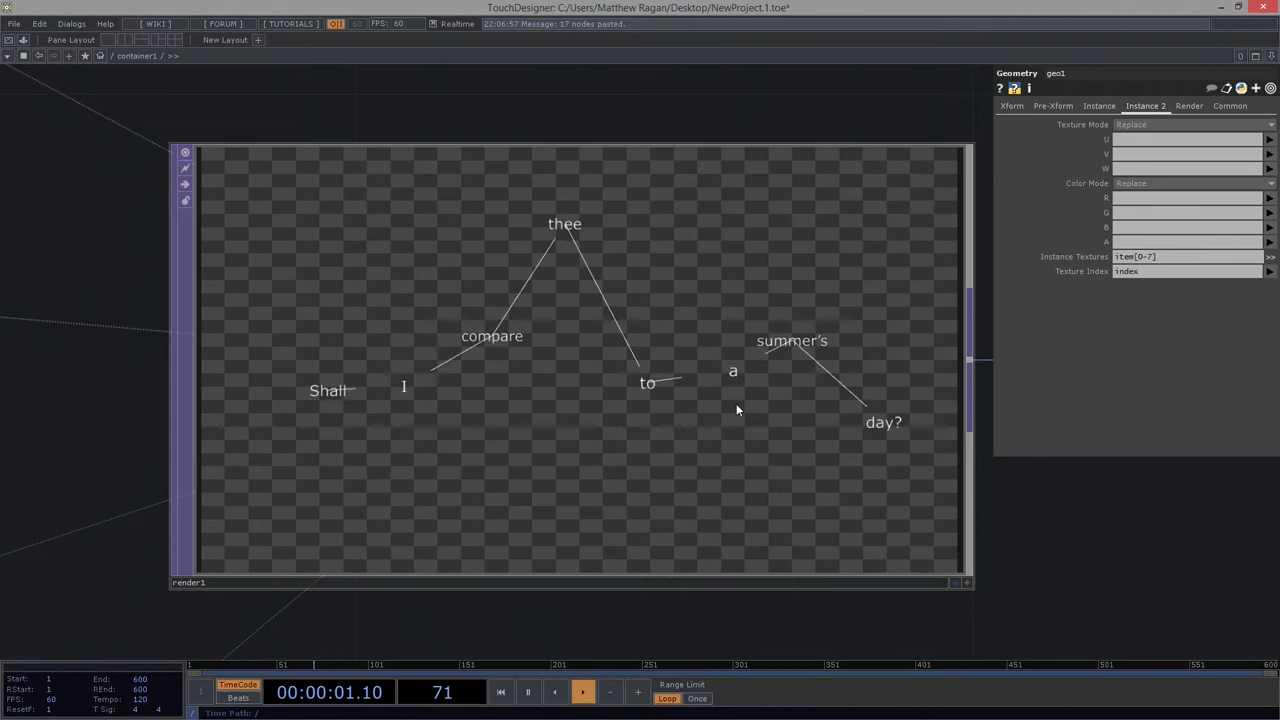 TouchDesigner: C:/Users/Matthew Ragan/Desktop/NewProject.1.toe*
File Edit Dialogs [ WIKI ] [ FORUM ] [ TUTORIALS ] O|I 60 FPS: 60 Realtime 22:06:57 Message: 17 nodes pasted.
Pane Layout New Layout +
/ container1 / >> 0
Geometry geo1
? ? i
Xform Pre-Xform Instance Instance 2 Render Common
Texture Mode Replace
U
V
W
Color Mode Replace
R
G
B
A
Instance Textures item[0-7] >>
Texture Index index
thee
compare
summer's
Shall I to a
day?
render1
1 51 101 151 201 251 301 351 401 451 501 551 600
Start: 1 End: 600
RStart: 1 REnd: 600
FPS: 60 Tempo: 120
ResetF: 1 T Sig: 4 4
TimeCode
Beats
00:00:01.10 71
Range Limit
Loop Once
/ Time Path: /